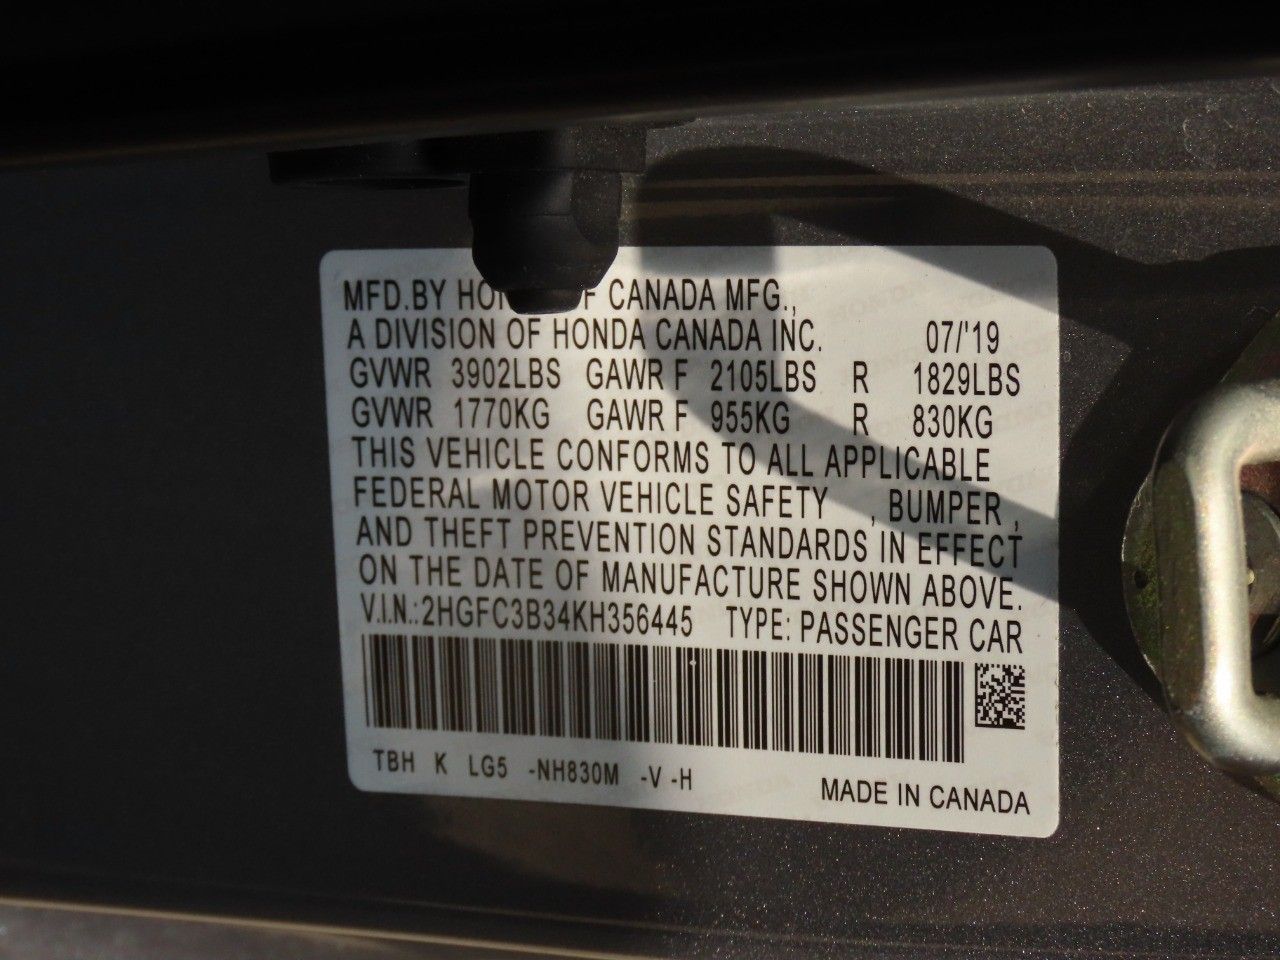 MFD.BY HON F CANADA MFG.,
A DIVISION OF HONDA CANADA INC. 07/'19
GVWR 3902LBS GAWR F 2105LBS R 1829LBS
GVWR 1770KG GAWR F 955KG R 830KG
THIS VEHICLE CONFORMS TO ALL APPLICABLE
FEDERAL MOTOR VEHICLE SAFETY , BUMPER ,
AND THEFT PREVENTION STANDARDS IN EFFECT
ON THE DATE OF MANUFACTURE SHOWN ABOVE.
V.I.N.:2HGFC3B34KH356445 TYPE: PASSENGER CAR
TBH K LG5 -NH830M -V -H
MADE IN CANADA